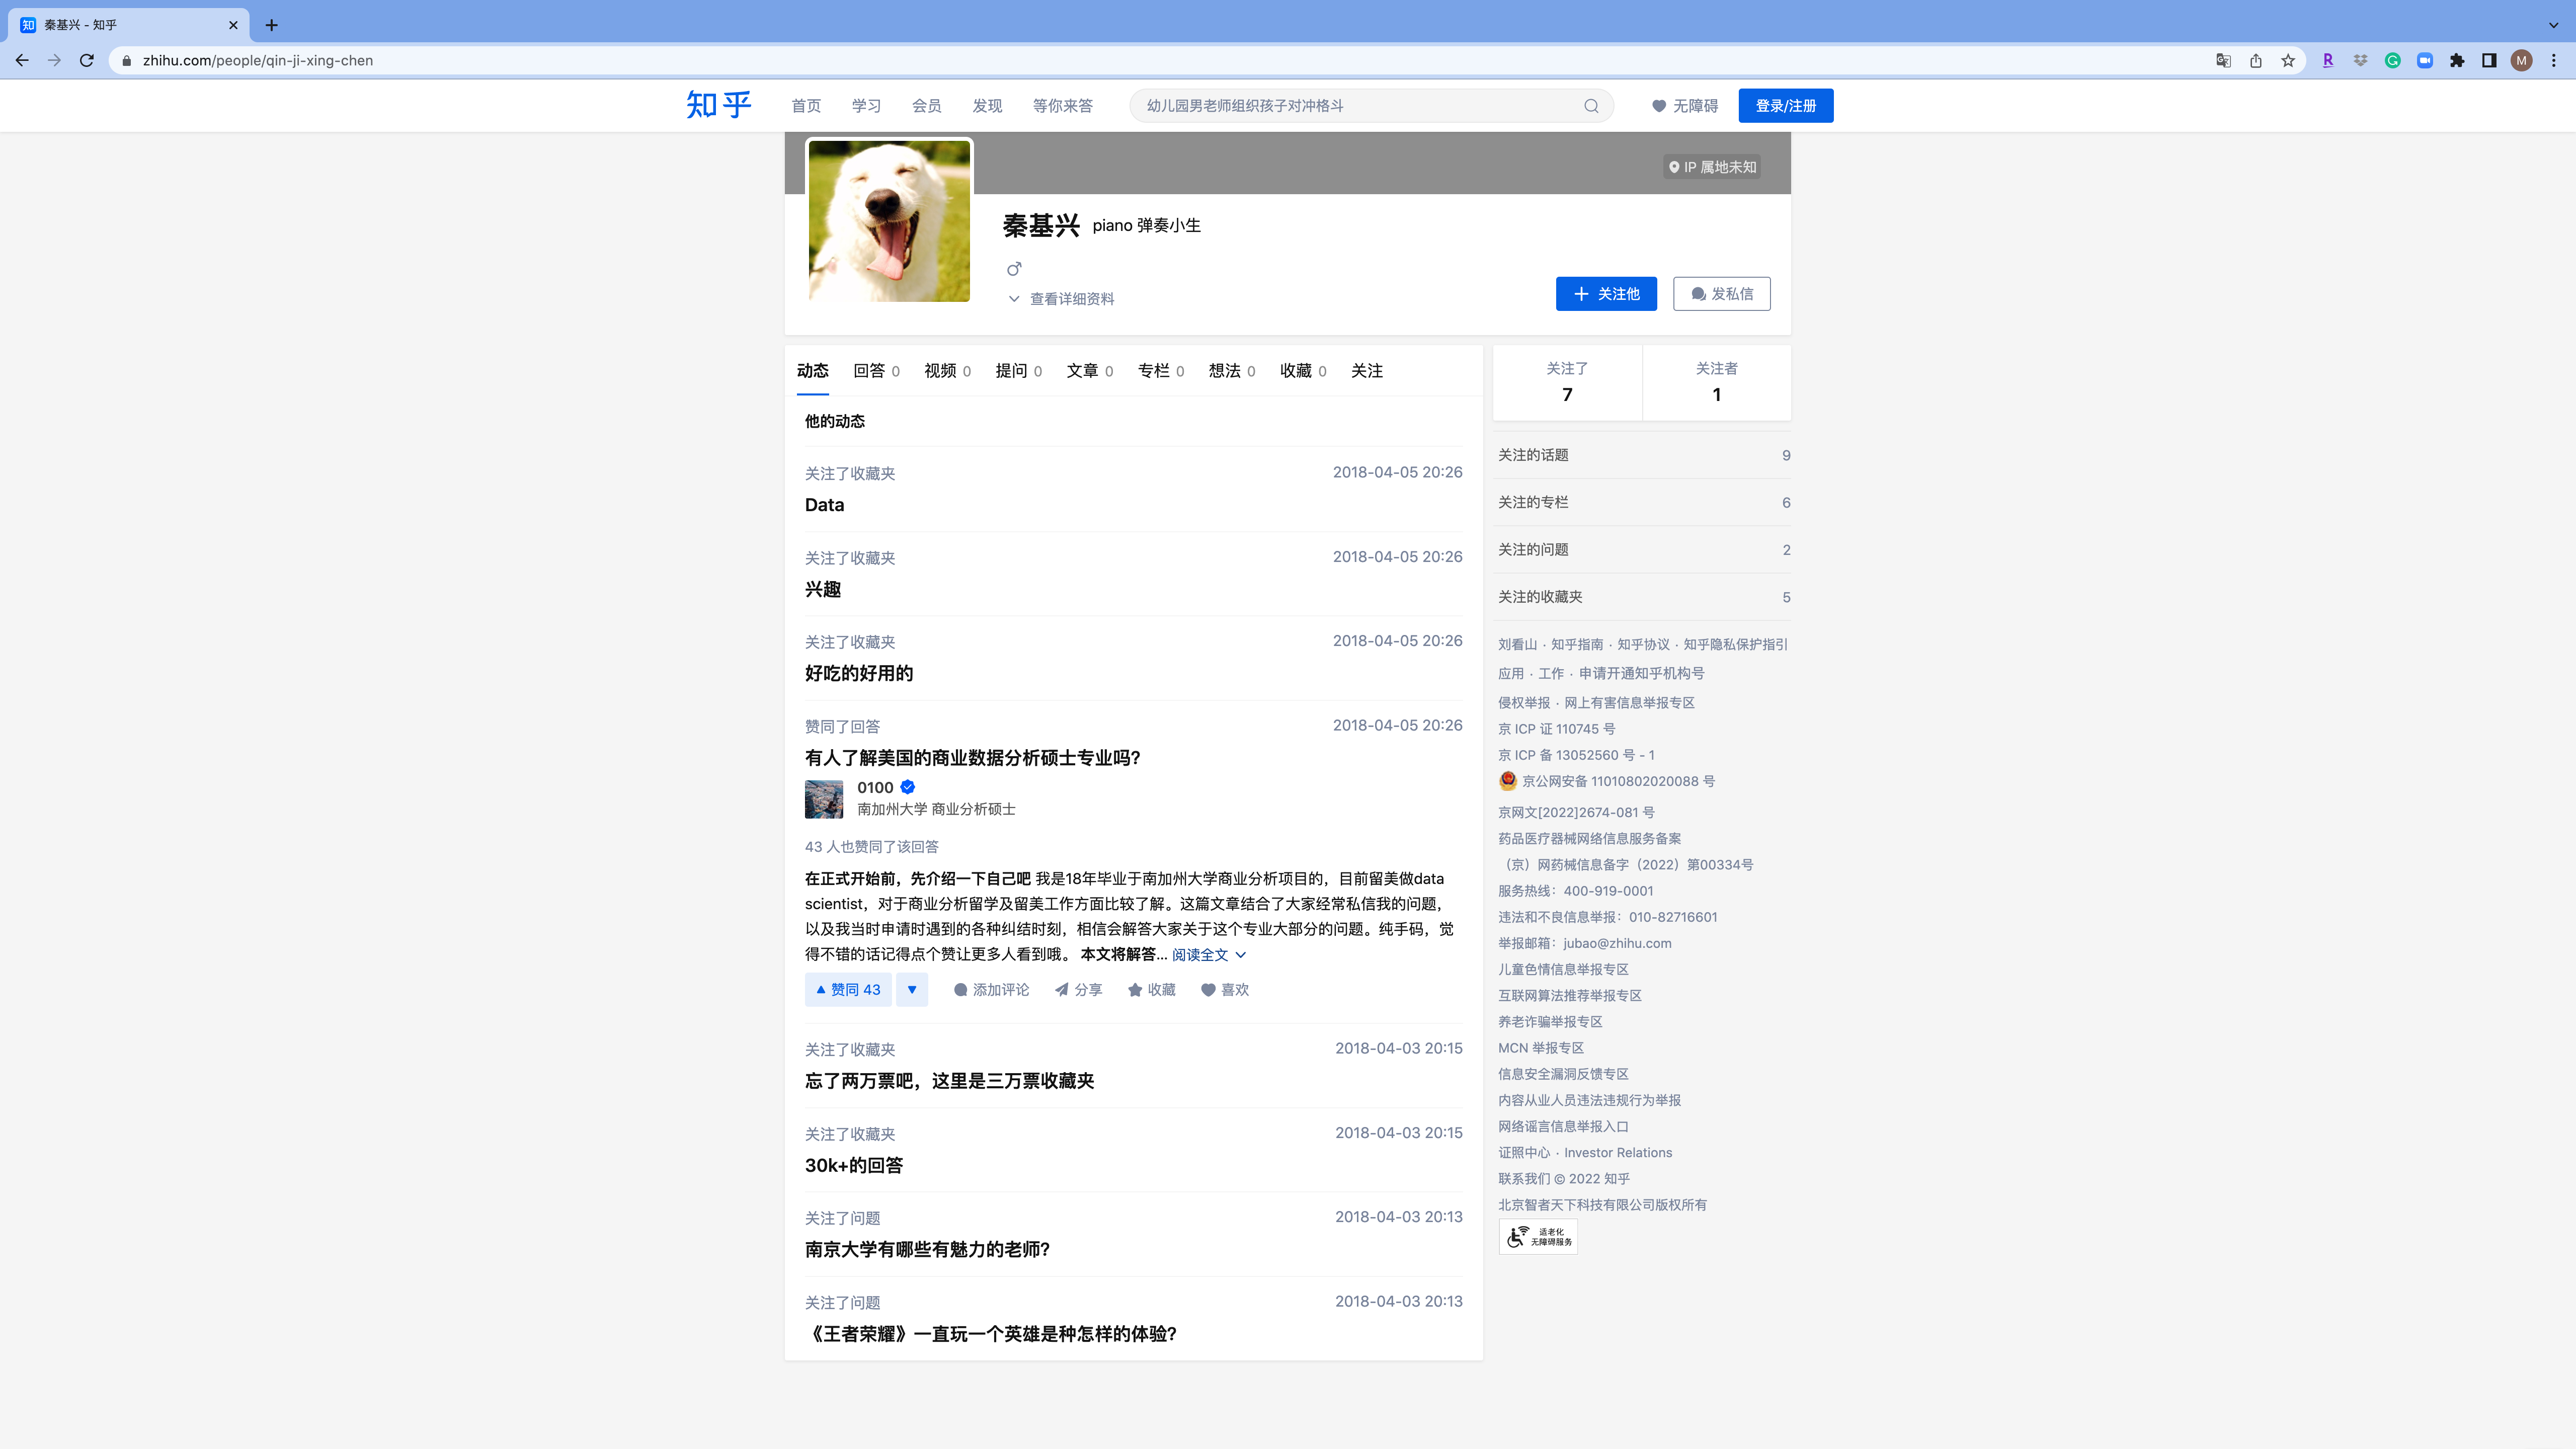 秦基兴 - 知乎
zhihu.com/people/qin-ji-xing-chen
M
知乎
首页
学习
会员
发现
等你来答
幼儿园男老师组织孩子对冲格斗
无障碍
登录/注册
IP 属地未知
秦基兴 piano 弹奏小生
查看详细资料
关注他
发私信
动态 回答 0 视频 0 提问 0 文章 0 专栏 0 想法 0 收藏 0 关注
他的动态
关注了收藏夹 2018-04-05 20:26
Data
关注了收藏夹 2018-04-05 20:26
兴趣
关注了收藏夹 2018-04-05 20:26
好吃的好用的
赞同了回答 2018-04-05 20:26
有人了解美国的商业数据分析硕士专业吗?
0100
南加州大学 商业分析硕士
43 人也赞同了该回答
在正式开始前，先介绍一下自己吧 我是18年毕业于南加州大学商业分析项目的，目前留美做data
scientist，对于商业分析留学及留美工作方面比较了解。这篇文章结合了大家经常私信我的问题，
以及我当时申请时遇到的各种纠结时刻，相信会解答大家关于这个专业大部分的问题。纯手码，觉
得不错的话记得点个赞让更多人看到哦。 本文将解答... 阅读全文
赞同 43
添加评论
分享
收藏
喜欢
关注了收藏夹 2018-04-03 20:15
忘了两万票吧，这里是三万票收藏夹
关注了收藏夹 2018-04-03 20:15
30k+的回答
关注了问题 2018-04-03 20:13
南京大学有哪些有魅力的老师?
关注了问题 2018-04-03 20:13
《王者荣耀》一直玩一个英雄是种怎样的体验?
关注了
7
关注者
1
关注的话题 9
关注的专栏 6
关注的问题 2
关注的收藏夹 5
刘看山 · 知乎指南 · 知乎协议 · 知乎隐私保护指引
应用 · 工作 · 申请开通知乎机构号
侵权举报 · 网上有害信息举报专区
京 ICP 证 110745 号
京 ICP 备 13052560 号 - 1
京公网安备 11010802020088 号
京网文[2022]2674-081 号
药品医疗器械网络信息服务备案
（京）网药械信息备字（2022）第00334号
服务热线：400-919-0001
违法和不良信息举报：010-82716601
举报邮箱：jubao@zhihu.com
儿童色情信息举报专区
互联网算法推荐举报专区
养老诈骗举报专区
MCN 举报专区
信息安全漏洞反馈专区
内容从业人员违法违规行为举报
网络谣言信息举报入口
证照中心 · Investor Relations
联系我们 © 2022 知乎
北京智者天下科技有限公司版权所有
适老化
无障碍服务